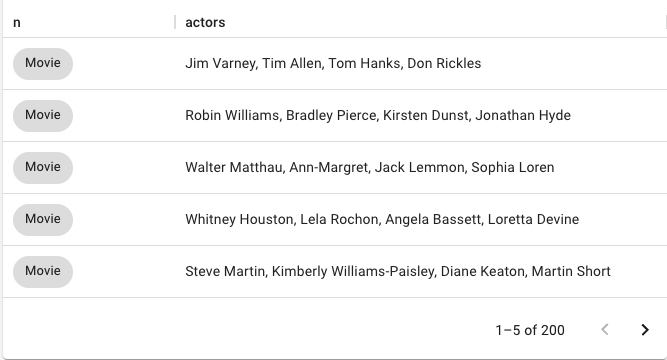 n actors
Movie Jim Varney, Tim Allen, Tom Hanks, Don Rickles
Movie Robin Williams, Bradley Pierce, Kirsten Dunst, Jonathan Hyde
Movie Walter Matthau, Ann-Margret, Jack Lemmon, Sophia Loren
Movie Whitney Houston, Lela Rochon, Angela Bassett, Loretta Devine
Movie Steve Martin, Kimberly Williams-Paisley, Diane Keaton, Martin Short
1–5 of 200